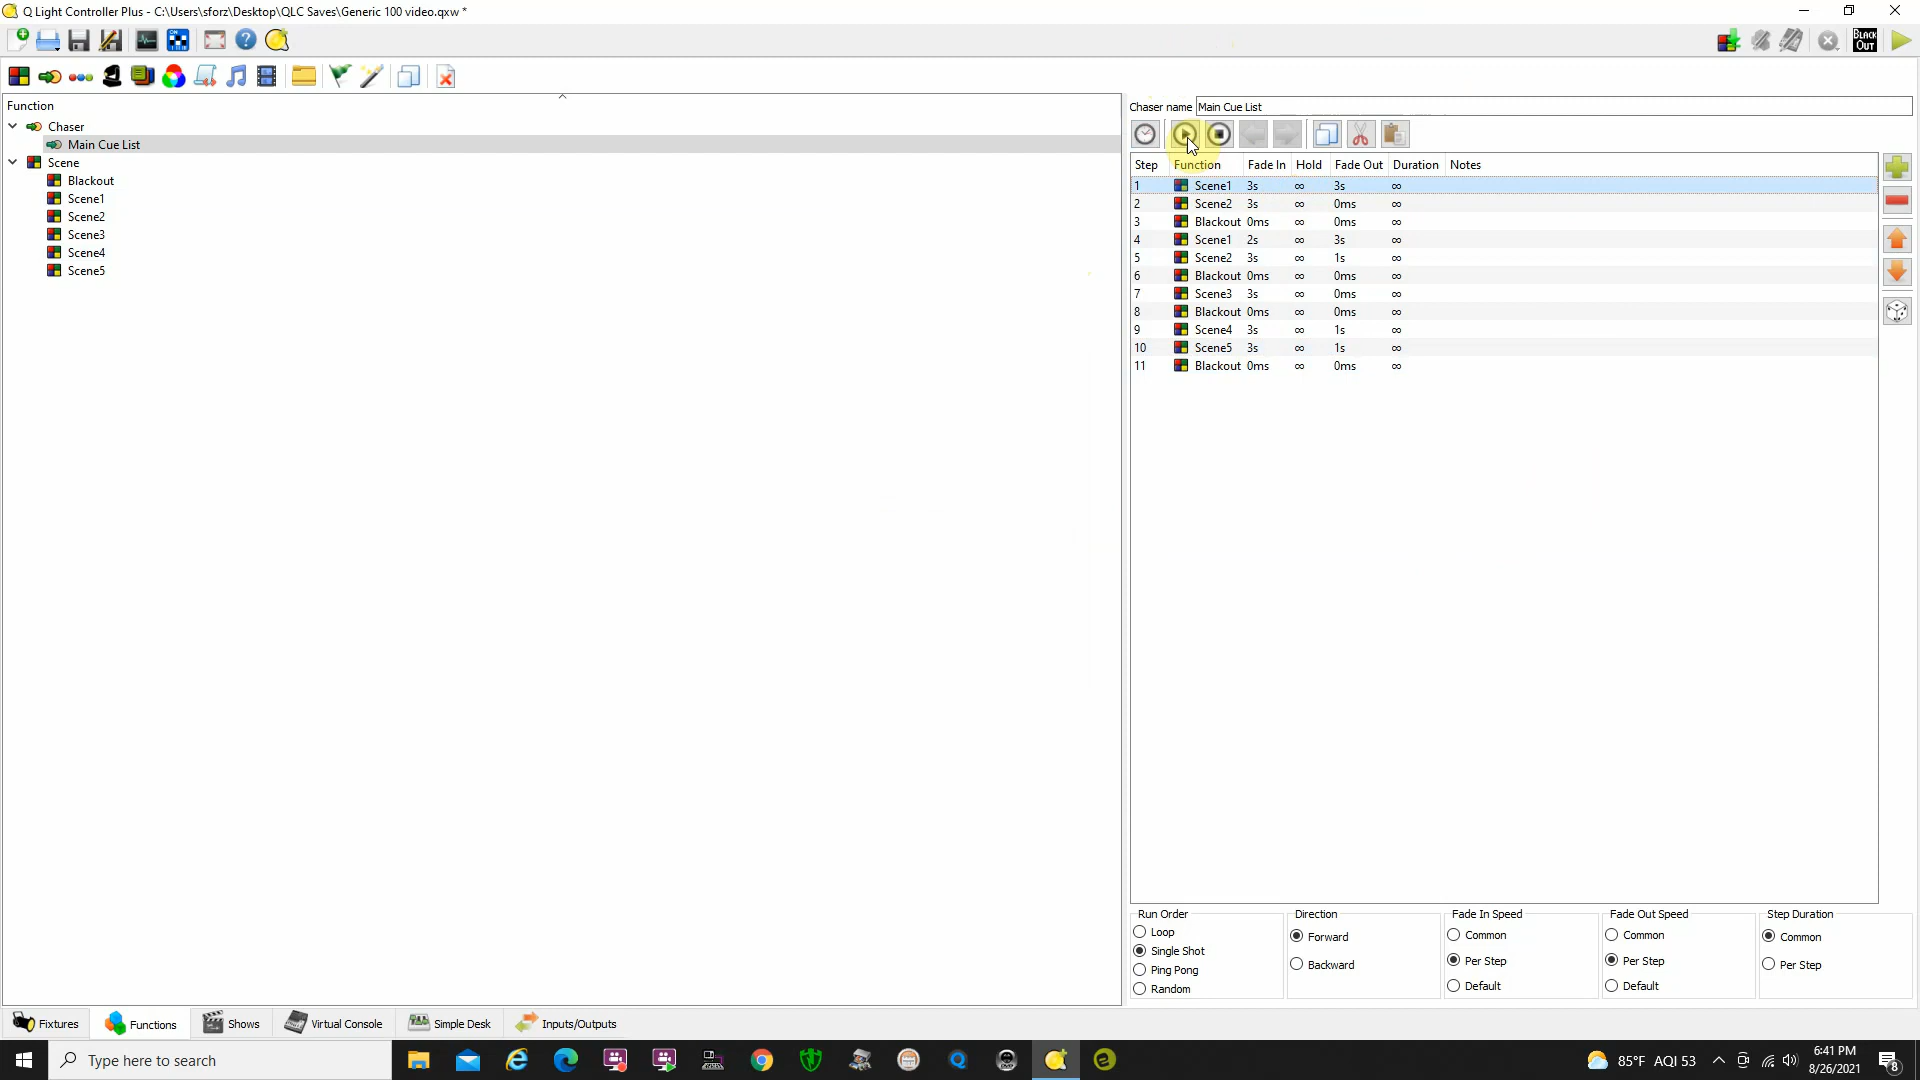 Q Light Controller Plus - C:\Users\sforz\Desktop\QLC Saves\Generic 100 video.qxw *
BLACK OUT
Function
Chaser
Main Cue List
Scene
Blackout
Scene1
Scene2
Scene3
Scene4
Scene5
Chaser name Main Cue List
Step Function Fade In Hold Fade Out Duration Notes
1 Scene1 3s ∞ 3s ∞
2 Scene2 3s ∞ 0ms ∞
3 Blackout 0ms ∞ 0ms ∞
4 Scene1 2s ∞ 3s ∞
5 Scene2 3s ∞ 1s ∞
6 Blackout 0ms ∞ 0ms ∞
7 Scene3 3s ∞ 0ms ∞
8 Blackout 0ms ∞ 0ms ∞
9 Scene4 3s ∞ 1s ∞
10 Scene5 3s ∞ 1s ∞
11 Blackout 0ms ∞ 0ms ∞
Run Order
Loop
Single Shot
Ping Pong
Random
Direction
Forward
Backward
Fade In Speed
Common
Per Step
Default
Fade Out Speed
Common
Per Step
Default
Step Duration
Common
Per Step
Fixtures Functions Shows Virtual Console Simple Desk Inputs/Outputs
Type here to search
85°F AQI 53
6:41 PM
8/26/2021
8